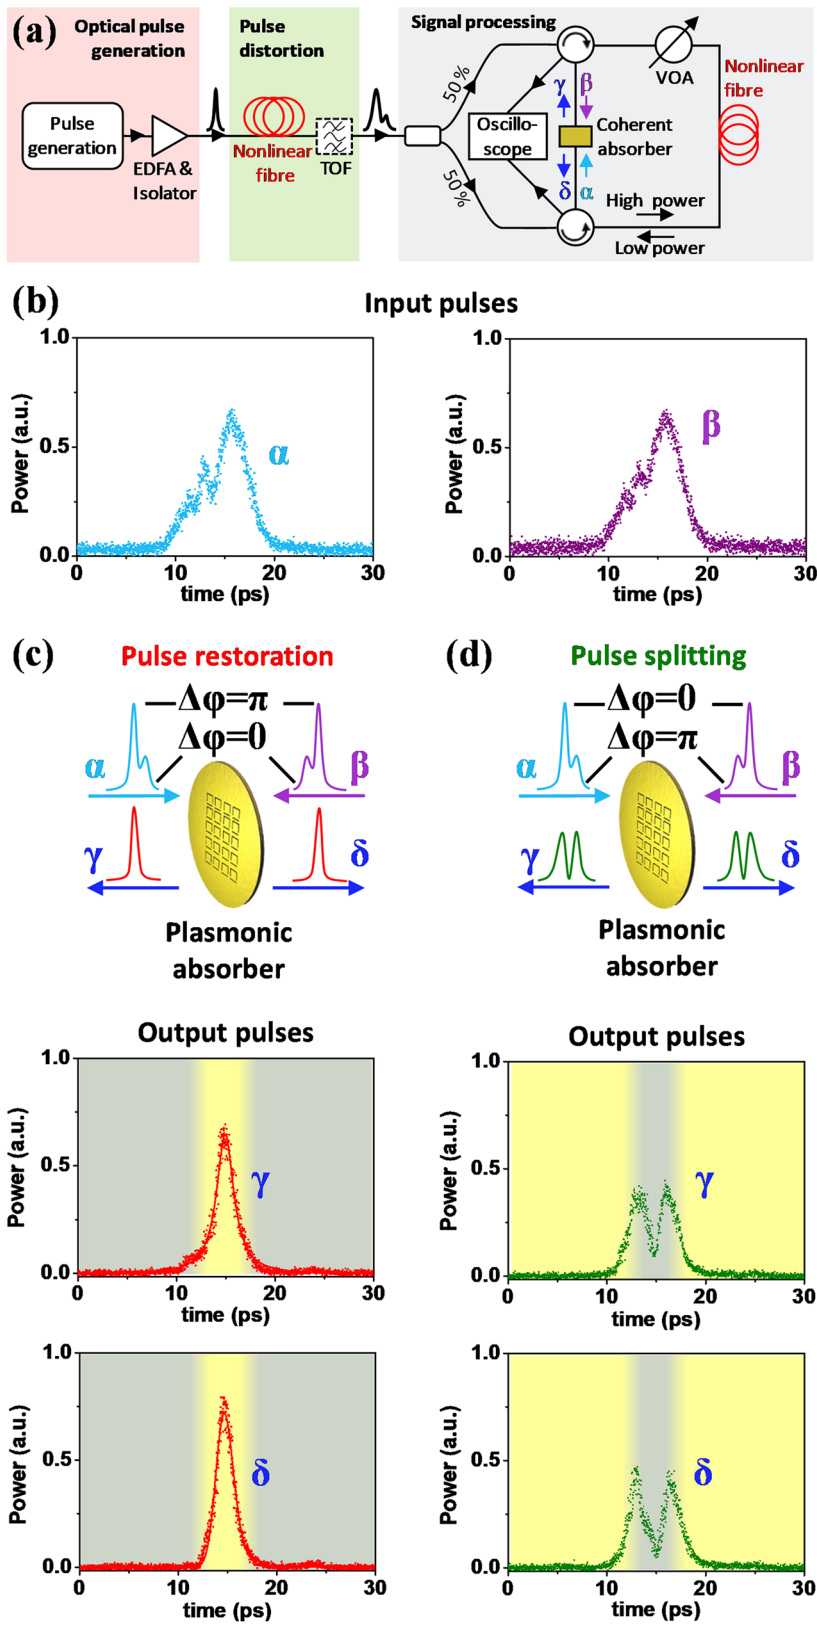 (a)
Optical pulse
generation
Pulse
distortion
Signal processing
Pulse
generation
EDFA &
Isolator
Nonlinear
fibre
TOF
50%
50%
Oscillo-
scope
γ
β
δ
α
Coherent
absorber
VOA
Nonlinear
fibre
High power
Low power
(b)
Input pulses
1.0
0.5
0.0
Power (a.u.)
α
0
10
20
30
time (ps)
1.0
0.5
0.0
Power (a.u.)
β
0
10
20
30
time (ps)
(c)
Pulse restoration
Δφ=π
Δφ=0
α
β
γ
δ
Plasmonic
absorber
(d)
Pulse splitting
Δφ=0
Δφ=π
α
β
γ
δ
Plasmonic
absorber
Output pulses
1.0
0.5
0.0
Power (a.u.)
γ
0
10
20
30
time (ps)
Output pulses
1.0
0.5
0.0
Power (a.u.)
γ
0
10
20
30
time (ps)
1.0
0.5
0.0
Power (a.u.)
δ
0
10
20
30
time (ps)
1.0
0.5
0.0
Power (a.u.)
δ
0
10
20
30
time (ps)